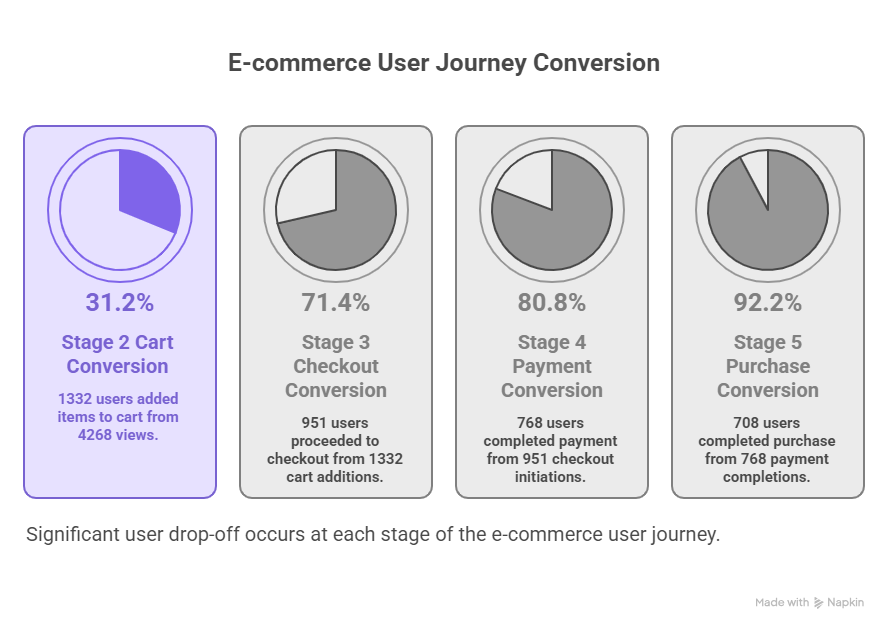 E-commerce User Journey Conversion
31.2%
Stage 2 Cart
Conversion
1332 users added
items to cart from
4268 views.
71.4%
Stage 3
Checkout
Conversion
951 users
proceeded to
checkout from 1332
cart additions.
80.8%
Stage 4
Payment
Conversion
768 users
completed payment
from 951 checkout
initiations.
92.2%
Stage 5
Purchase
Conversion
708 users
completed purchase
from 768 payment
completions.
Significant user drop-off occurs at each stage of the e-commerce user journey.
Made with Napkin